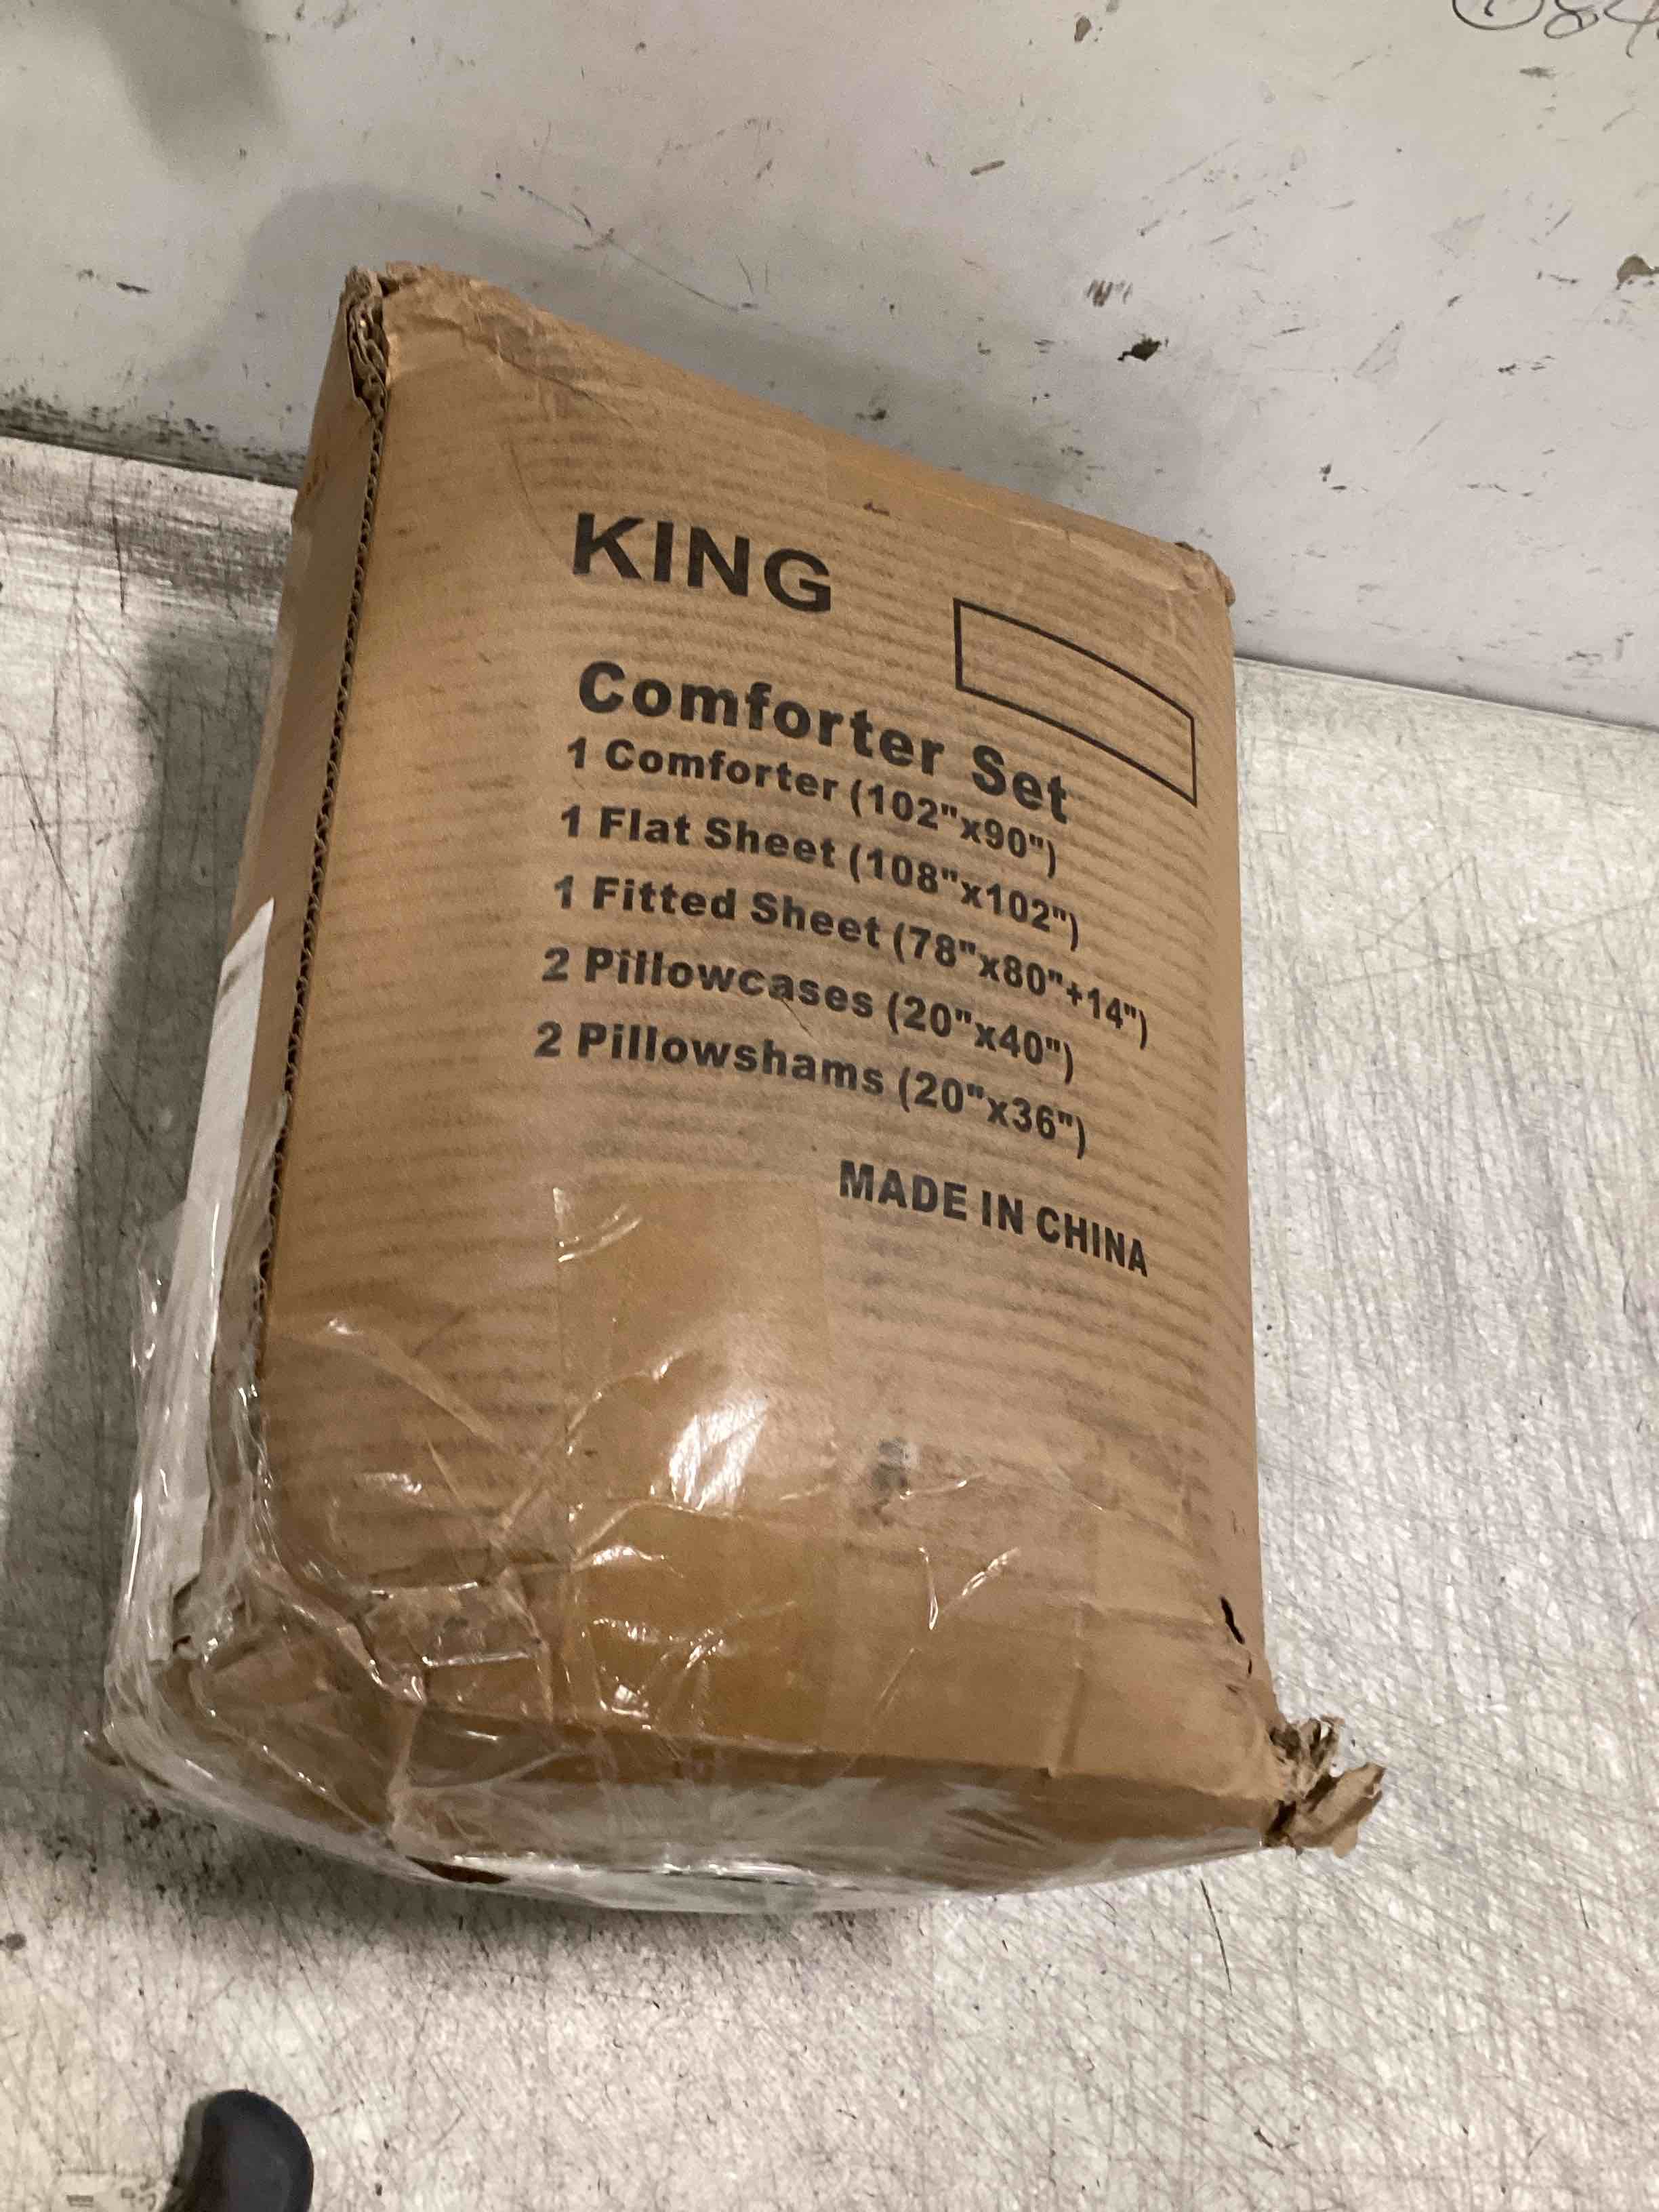 KING
Comforter Set
1 Comforter (102"x90")
1 Flat Sheet (108"x102")
1 Fitted Sheet (78"x80"+14")
2 Pillowcases (20"x40")
2 Pillowshams (20"x36")
MADE IN CHINA